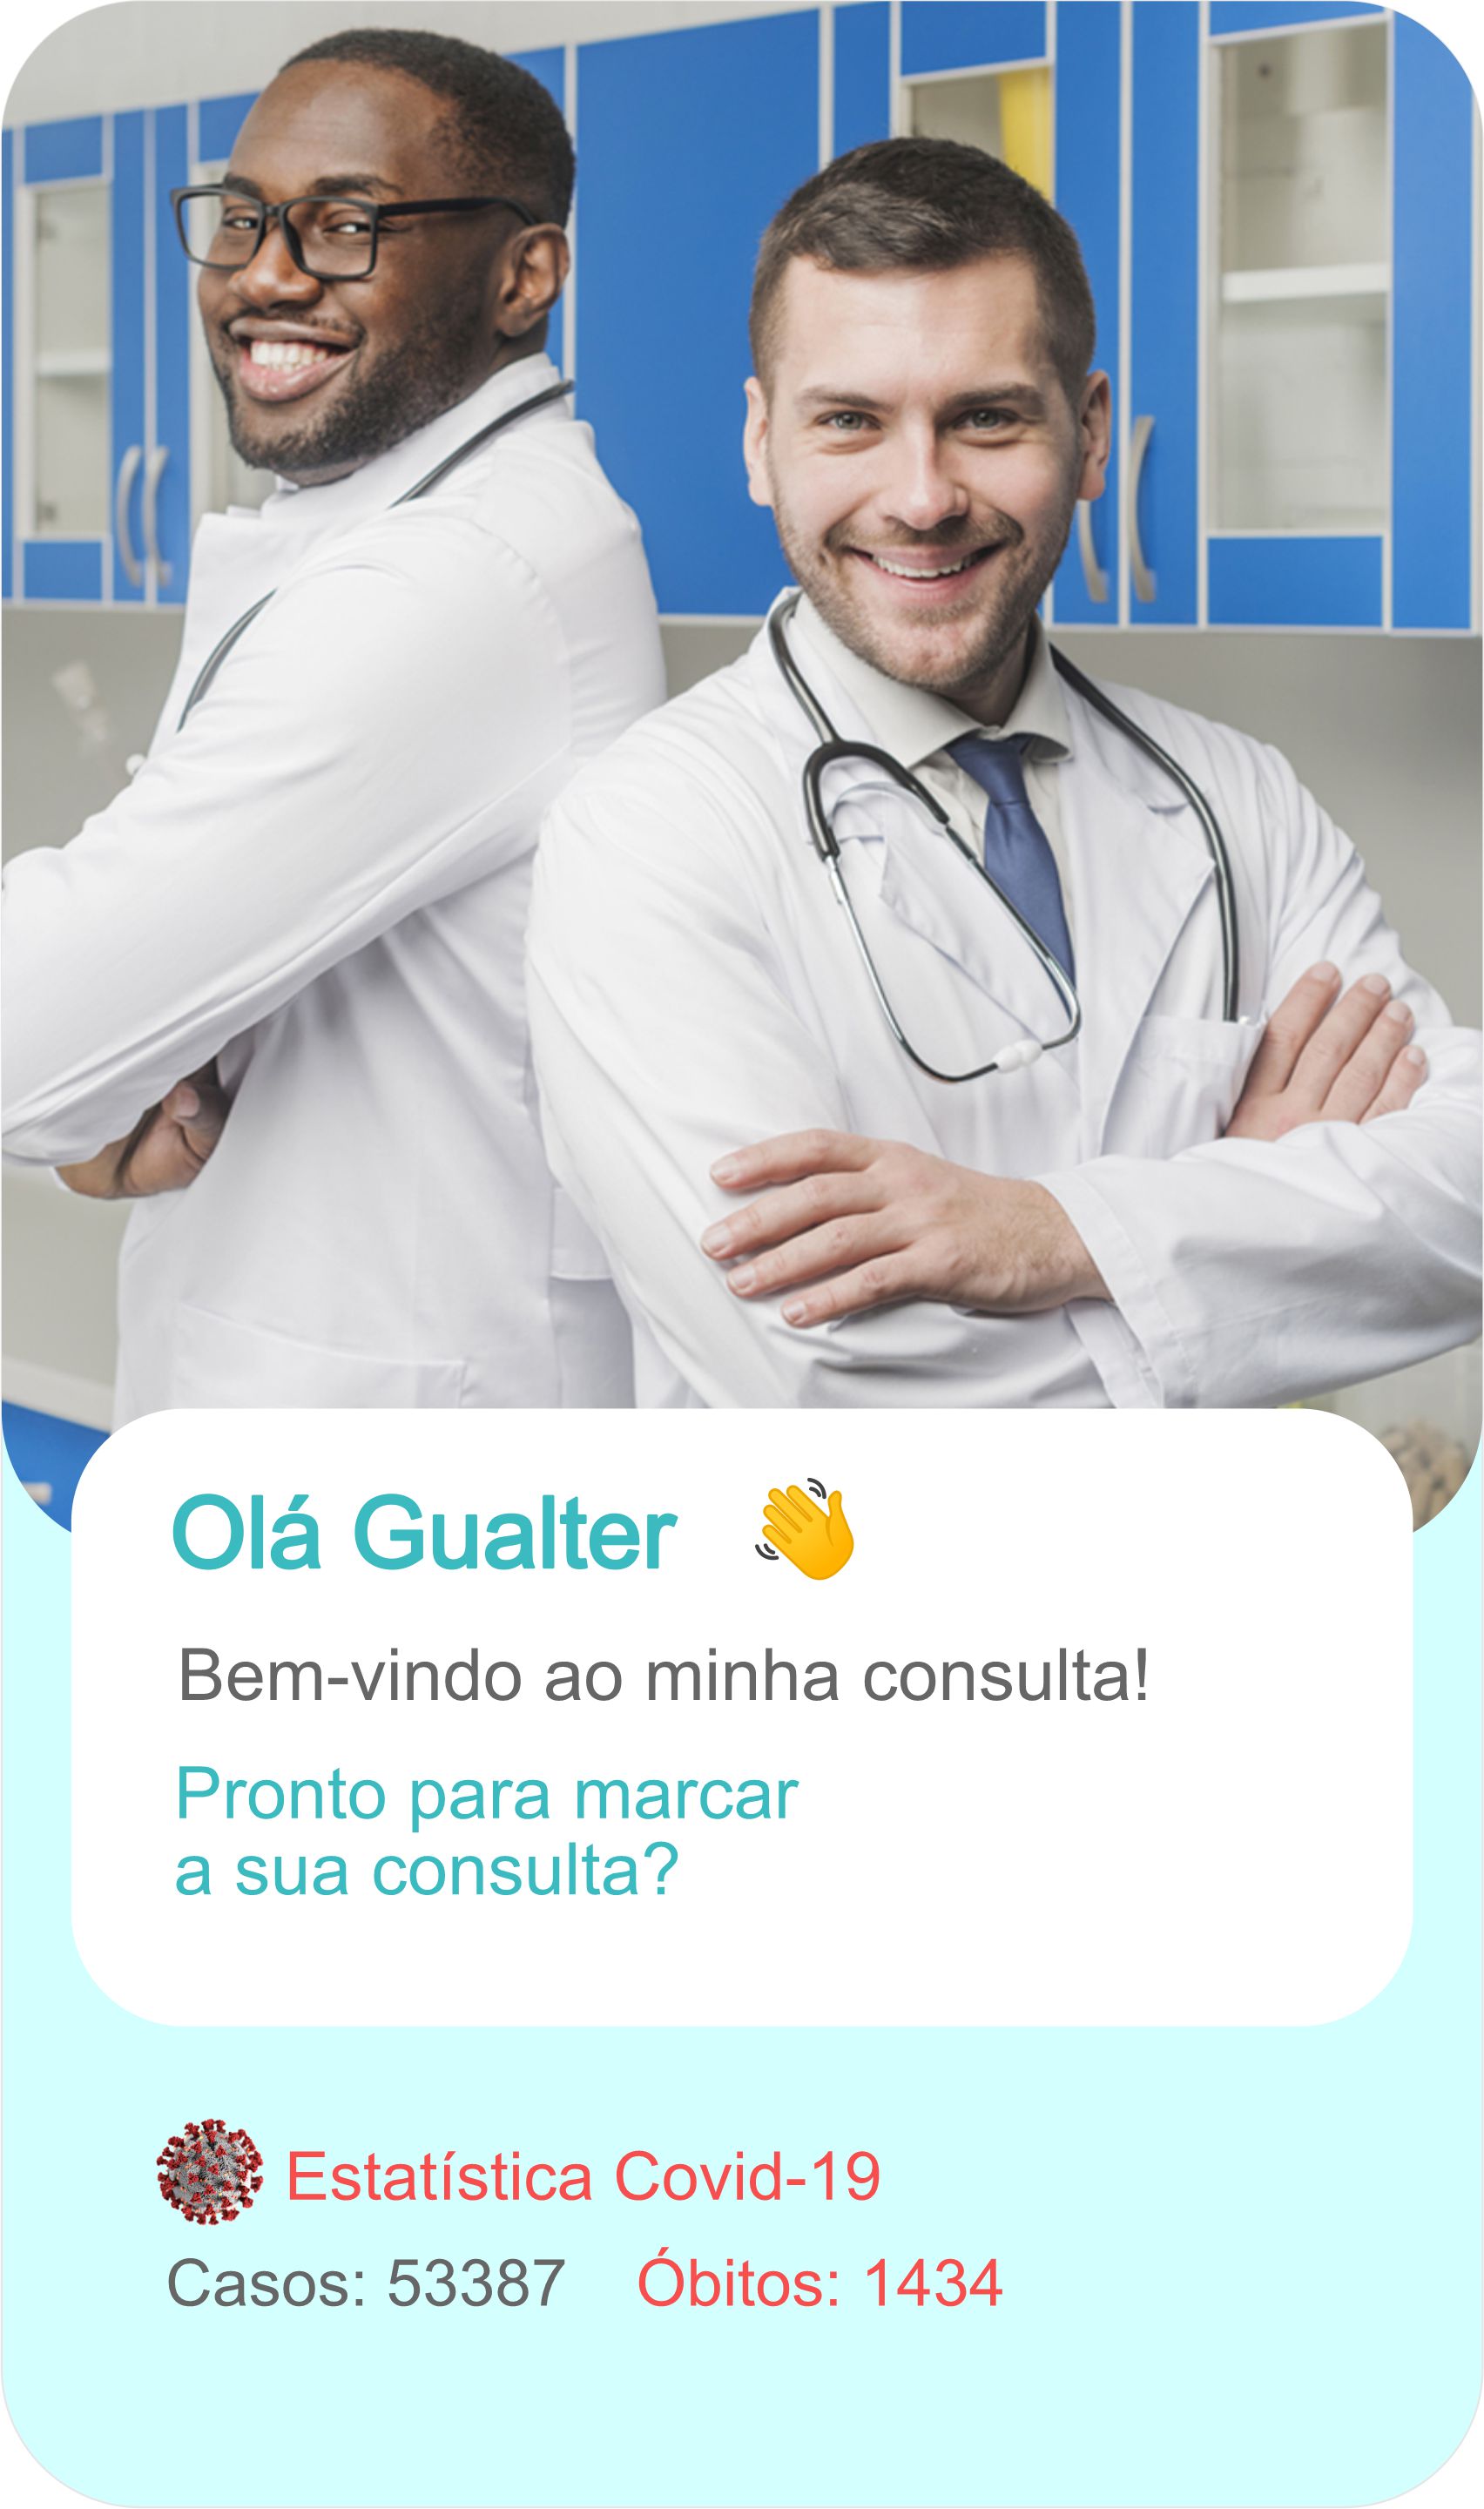 Olá Gualter
Bem-vindo ao minha consulta!
Pronto para marcar
a sua consulta?
Estatística Covid-19
Casos: 53387 Óbitos: 1434